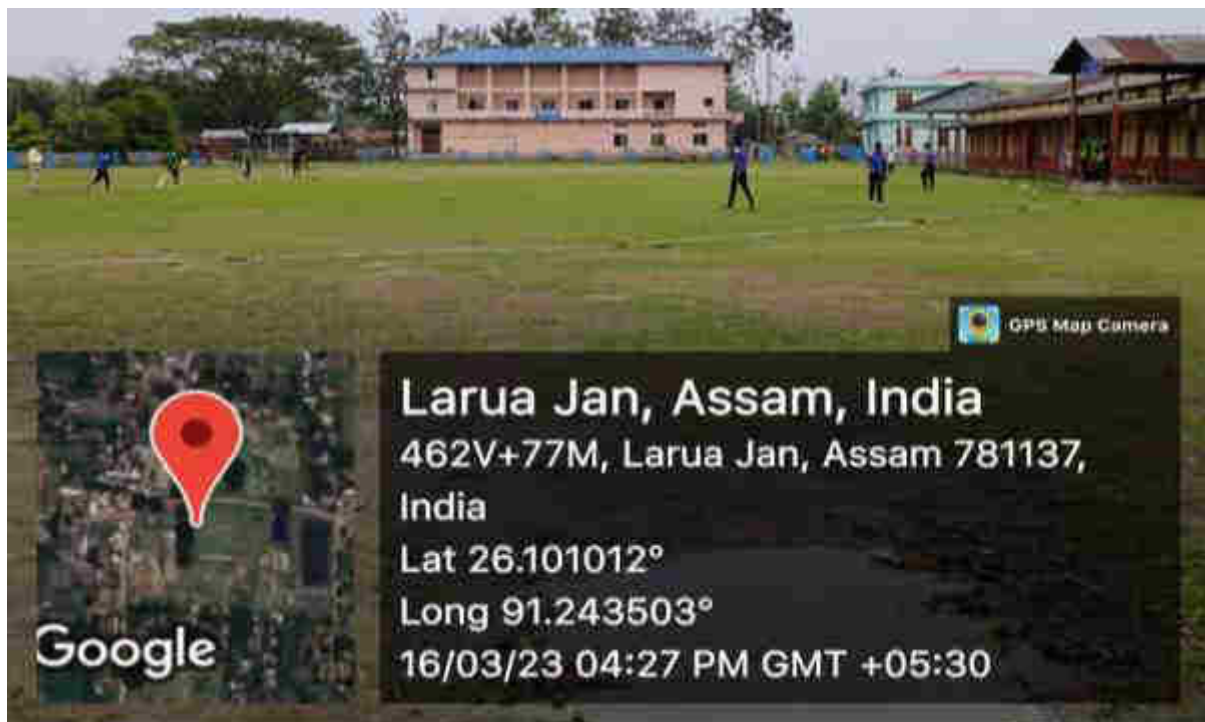 GPS Map Camera
Larua Jan, Assam, India
462V+77M, Larua Jan, Assam 781137,
India
Lat 26.101012°
Long 91.243503°
16/03/23 04:27 PM GMT +05:30
Google